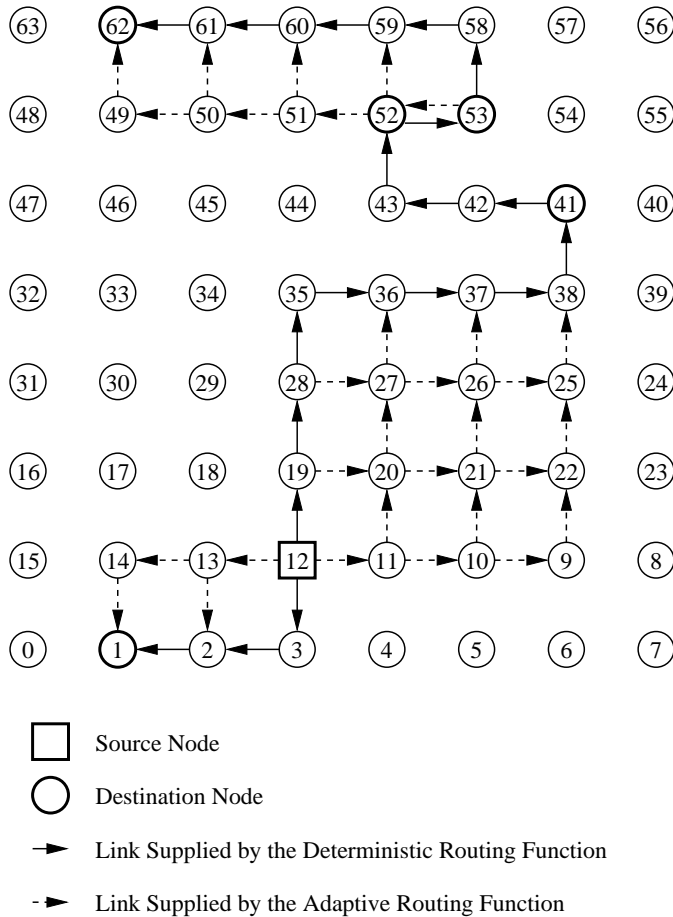 63 62 61 60 59 58 57 56
48 49 50 51 52 53 54 55
47 46 45 44 43 42 41 40
32 33 34 35 36 37 38 39
31 30 29 28 27 26 25 24
16 17 18 19 20 21 22 23
15 14 13 12 11 10 9 8
0 1 2 3 4 5 6 7
Source Node
Destination Node
Link Supplied by the Deterministic Routing Function
Link Supplied by the Adaptive Routing Function